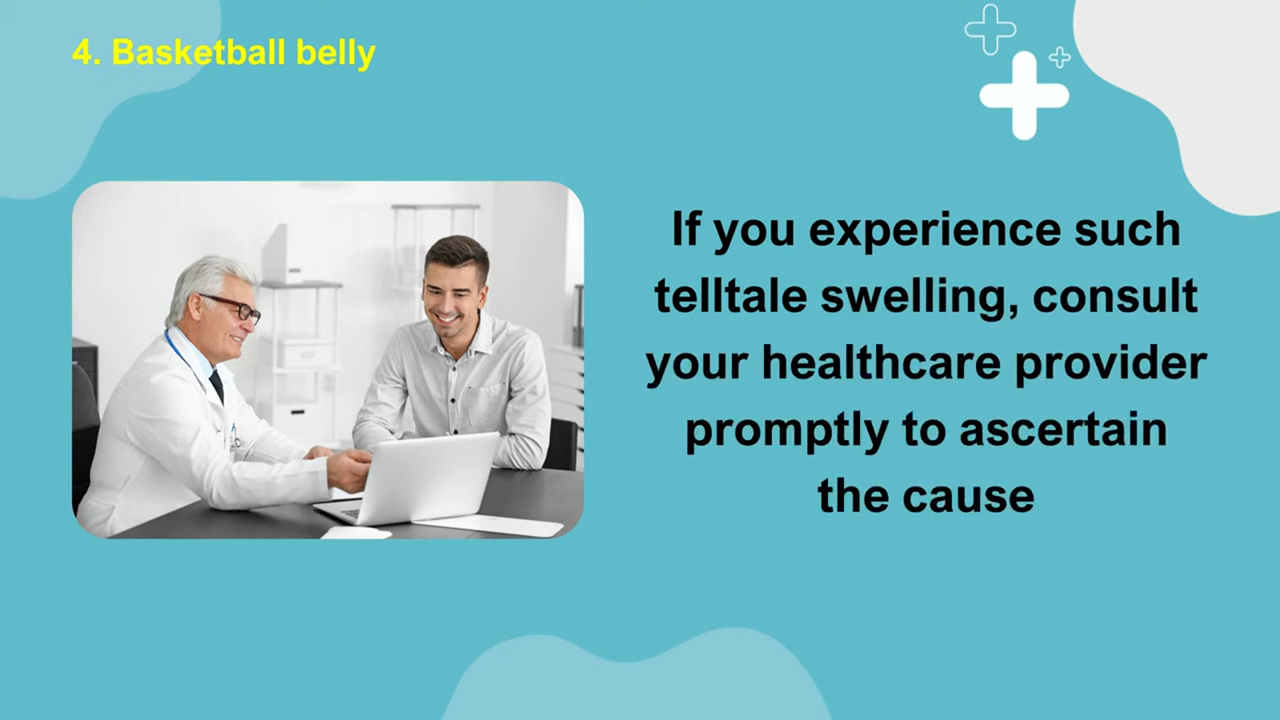 4. Basketball belly
If you experience such
telltale swelling, consult
your healthcare provider
promptly to ascertain
the cause